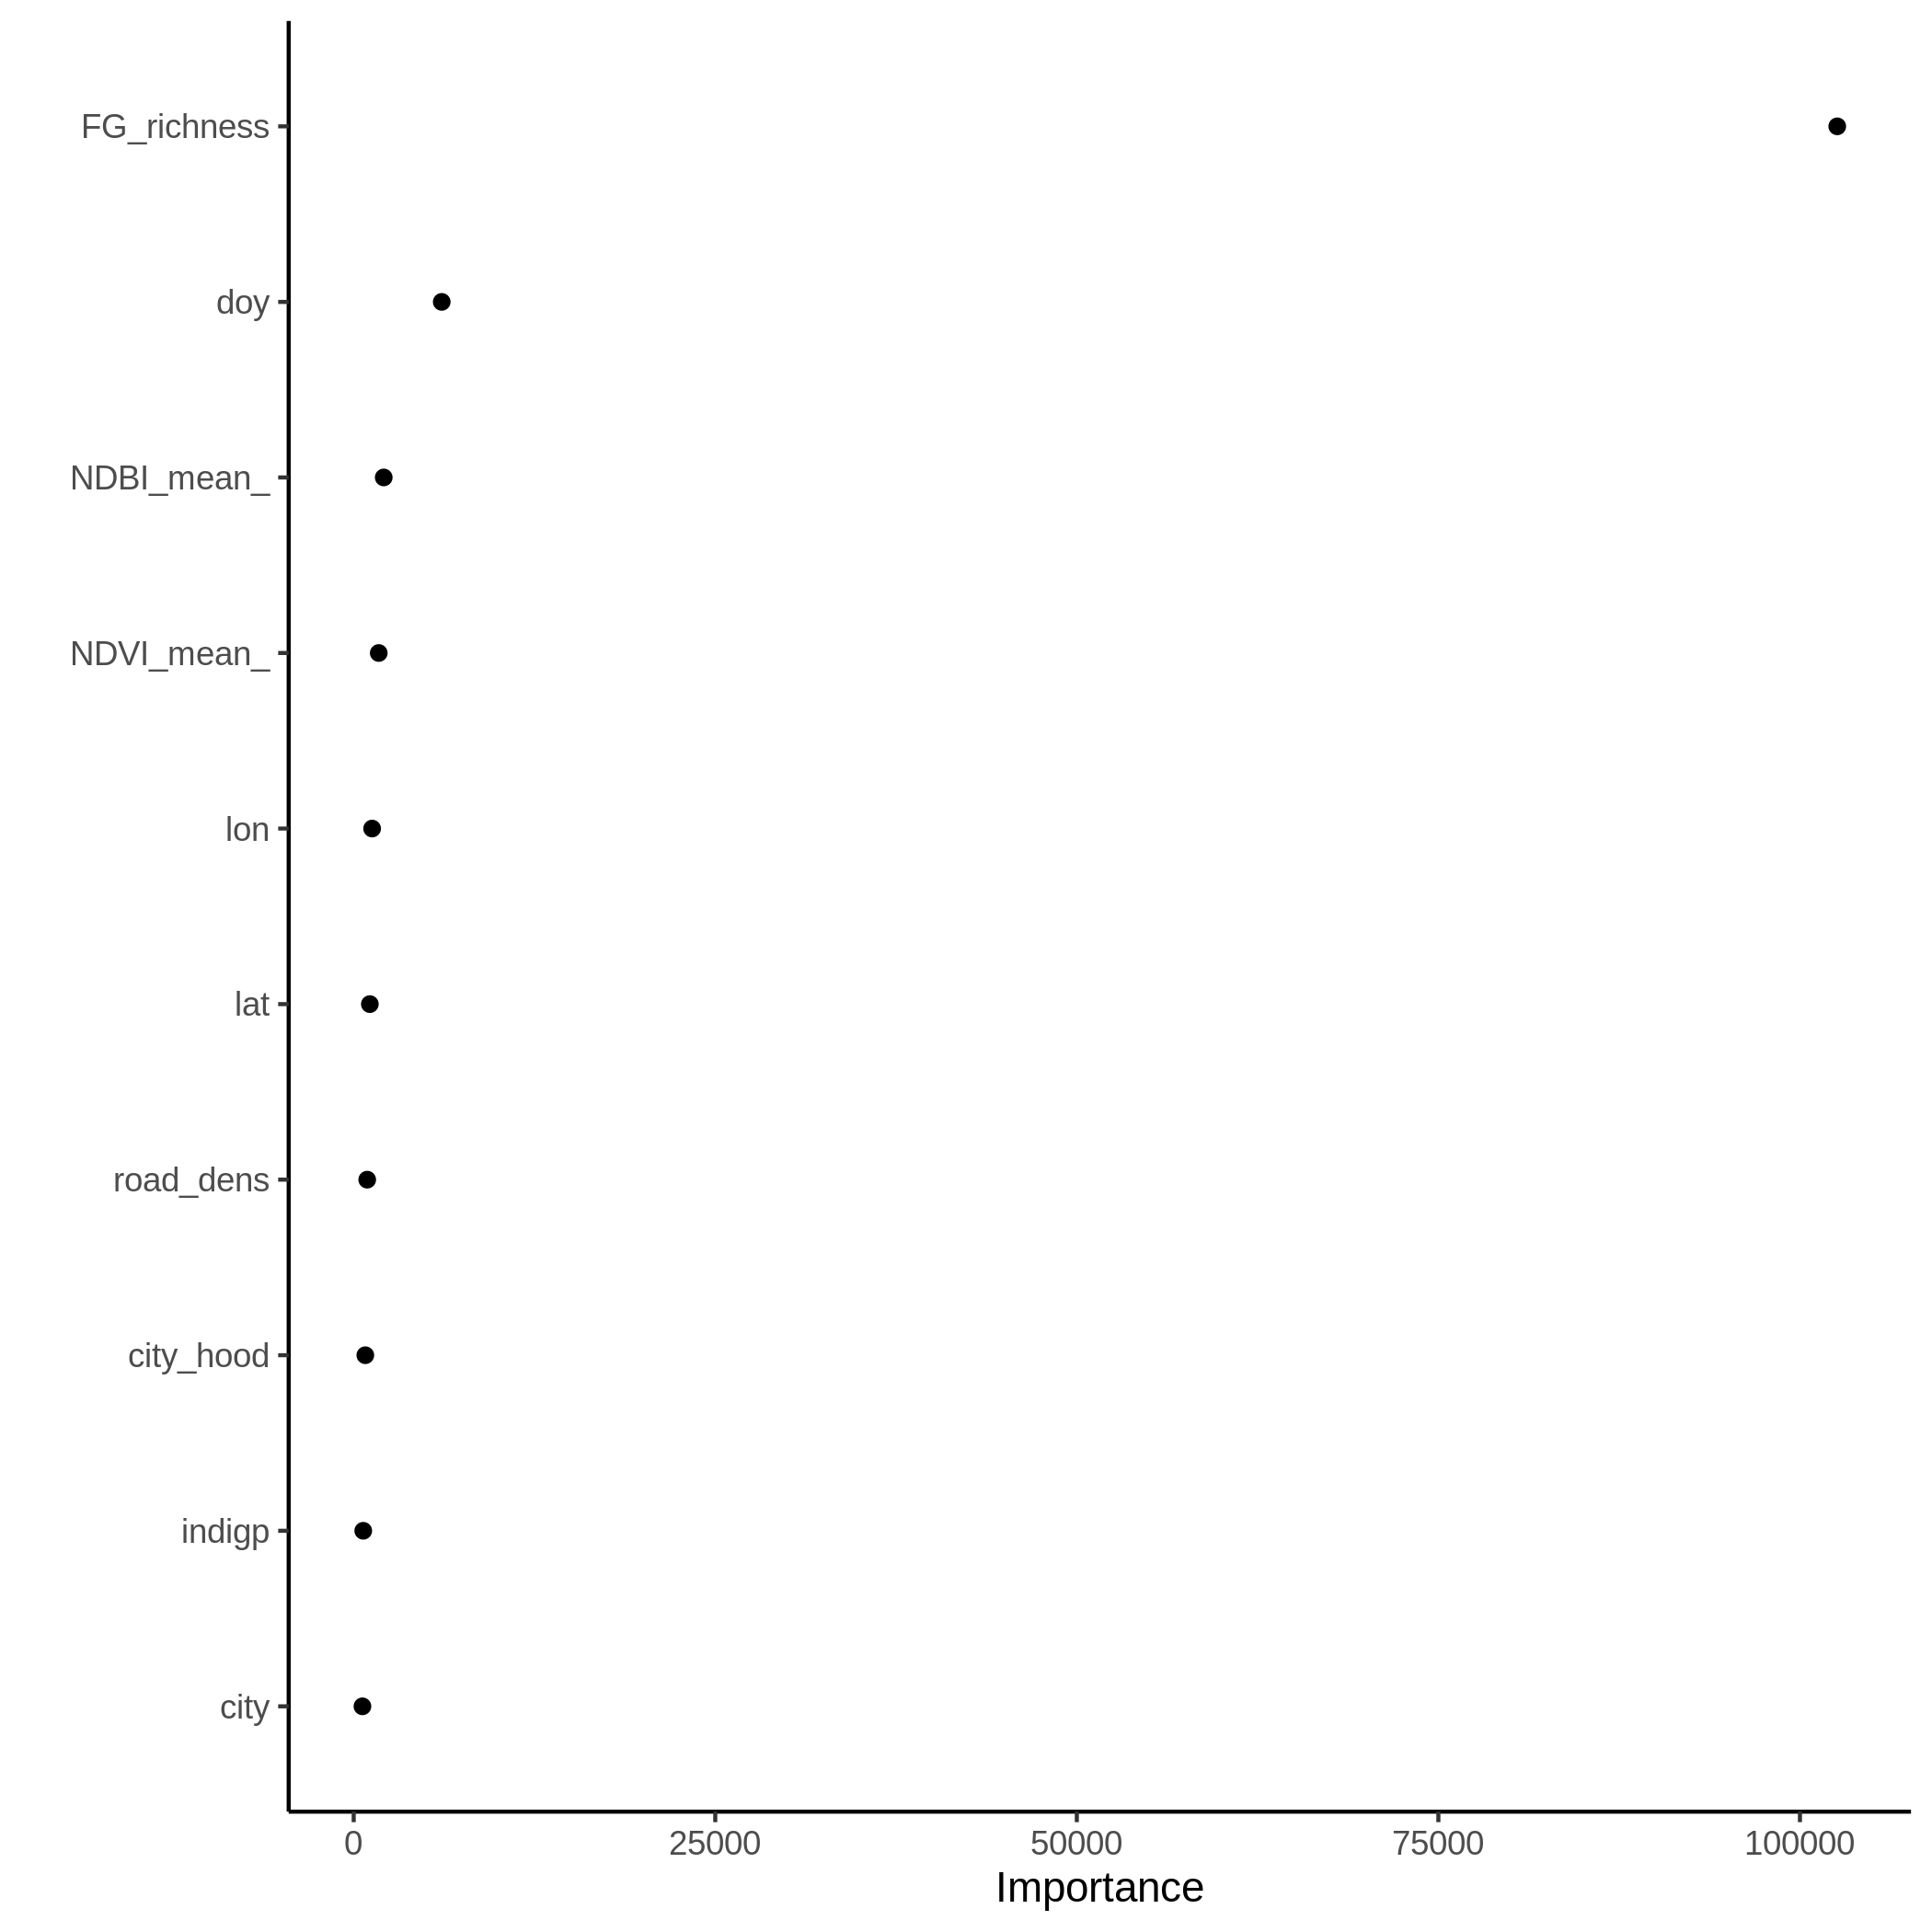 FG_richness
doy
NDBI_mean_
NDVI_mean_
lon
lat
road_dens
city_hood
indigp
city
0 25000 50000 75000 100000
Importance